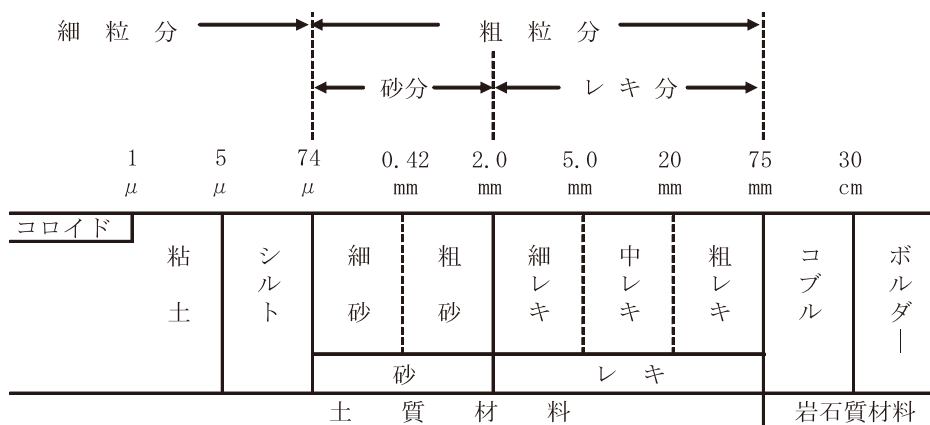 細粒分 粗粒分
砂分 レキ分
1 5 74 0.42 2.0 5.0 20 75 30
μ μ μ mm mm mm mm mm cm
コロイド
粘土 シルト 細砂 粗砂 細レキ 中レキ 粗レキ コブル ボルダー
砂 レキ
土質材料 岩石質材料